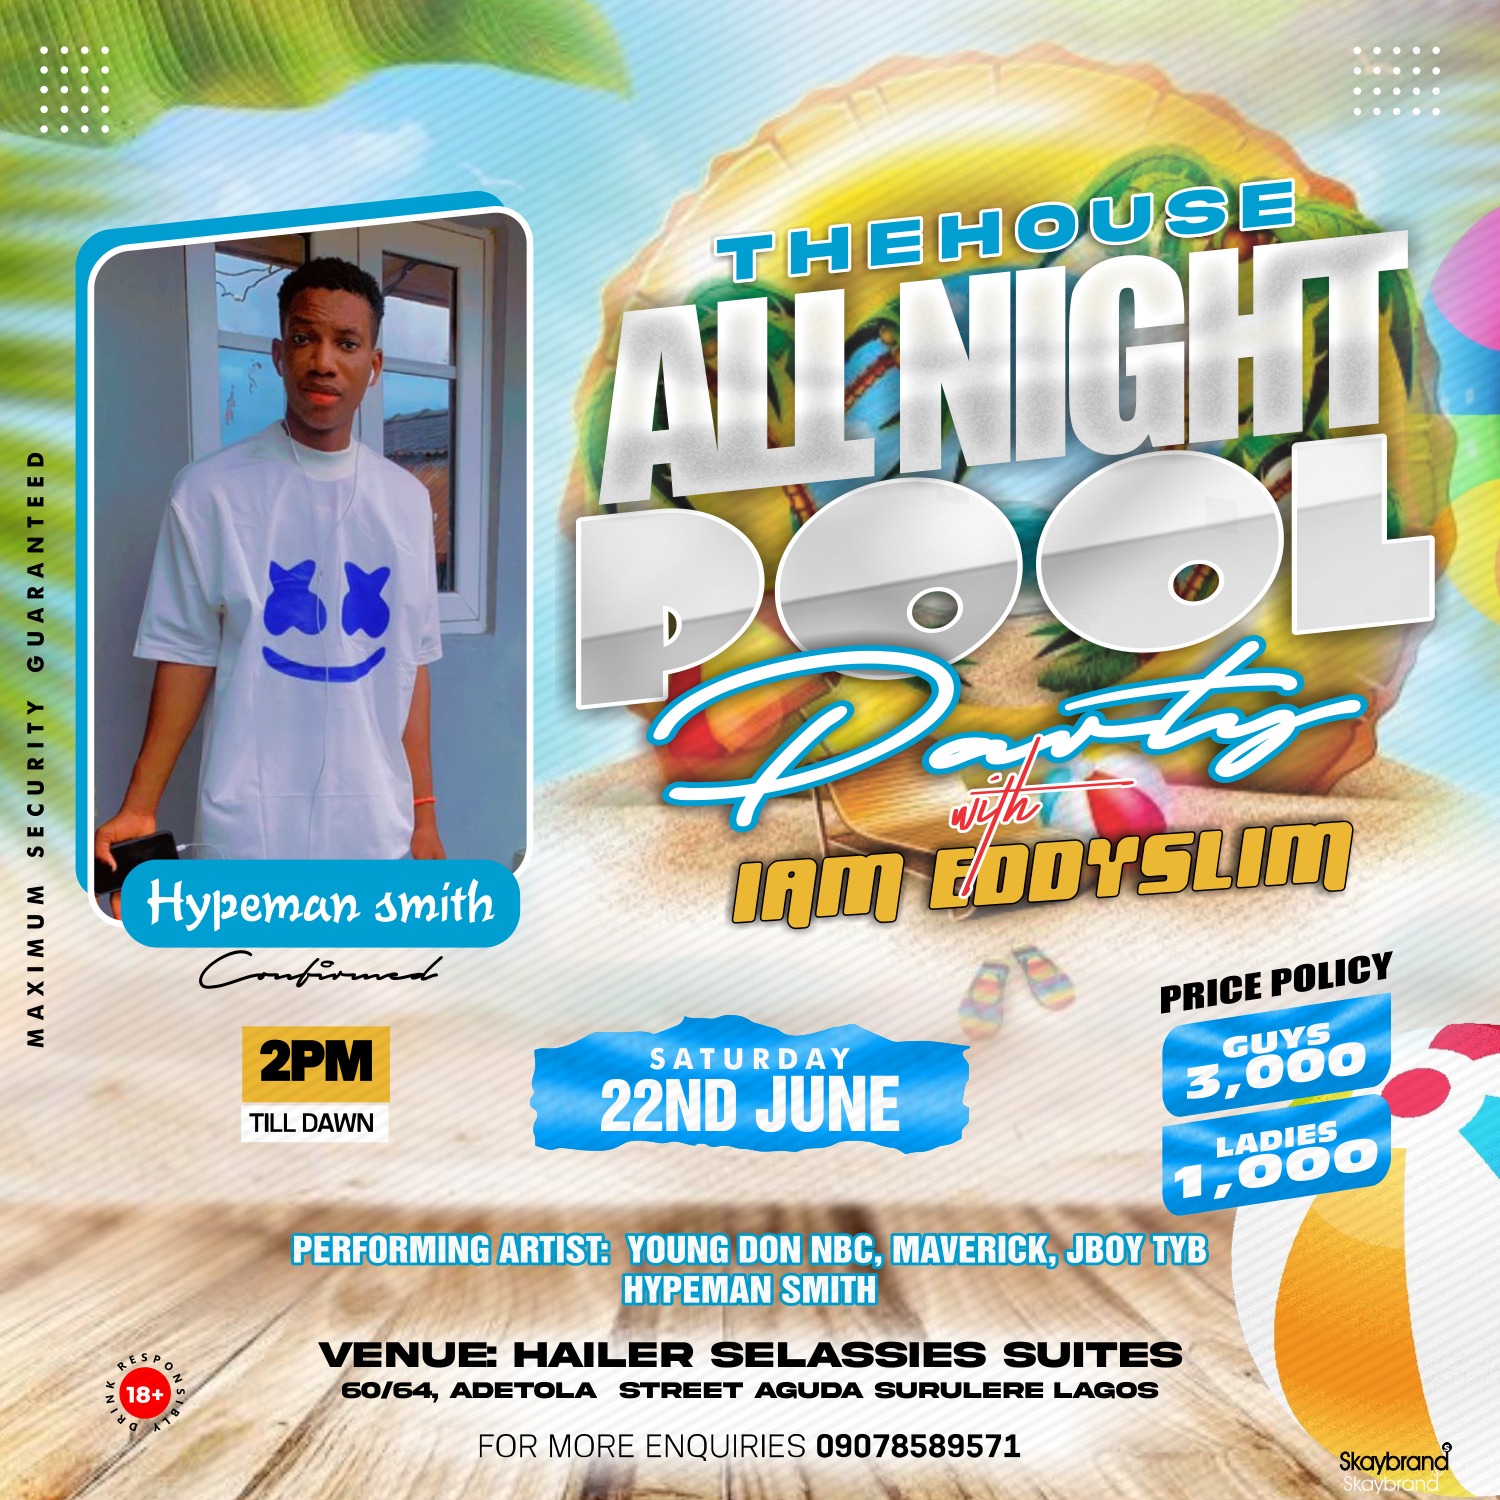 THEHOUSE
ALL NIGHT
POOL
Party
with
IAM EDDYSLIM
MAXIMUM SECURITY GUARANTEED
Hypeman smith
Confirmed
2PM
TILL DAWN
SATURDAY
22ND JUNE
PRICE POLICY
GUYS
3,000
LADIES
1,000
PERFORMING ARTIST: YOUNG DON NBC, MAVERICK, JBOY TYB
HYPEMAN SMITH
VENUE: HAILER SELASSIES SUITES
60/64, ADETOLA STREET AGUDA SURULERE LAGOS
DRINK RESPONSIBLY
18+
FOR MORE ENQUIRIES 09078589571
Skaybrand S
Skaybrand